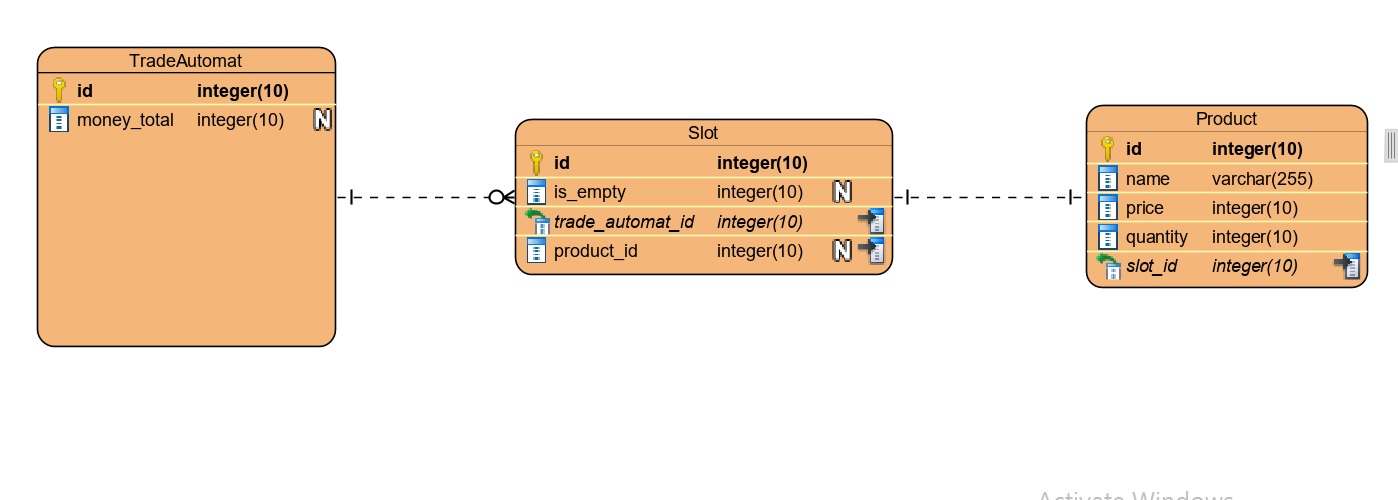 TradeAutomat
id integer(10)
money_total integer(10) N
Slot
id integer(10)
is_empty integer(10) N
trade_automat_id integer(10)
product_id integer(10) N
Product
id integer(10)
name varchar(255)
price integer(10)
quantity integer(10)
slot_id integer(10)
Activate Windows